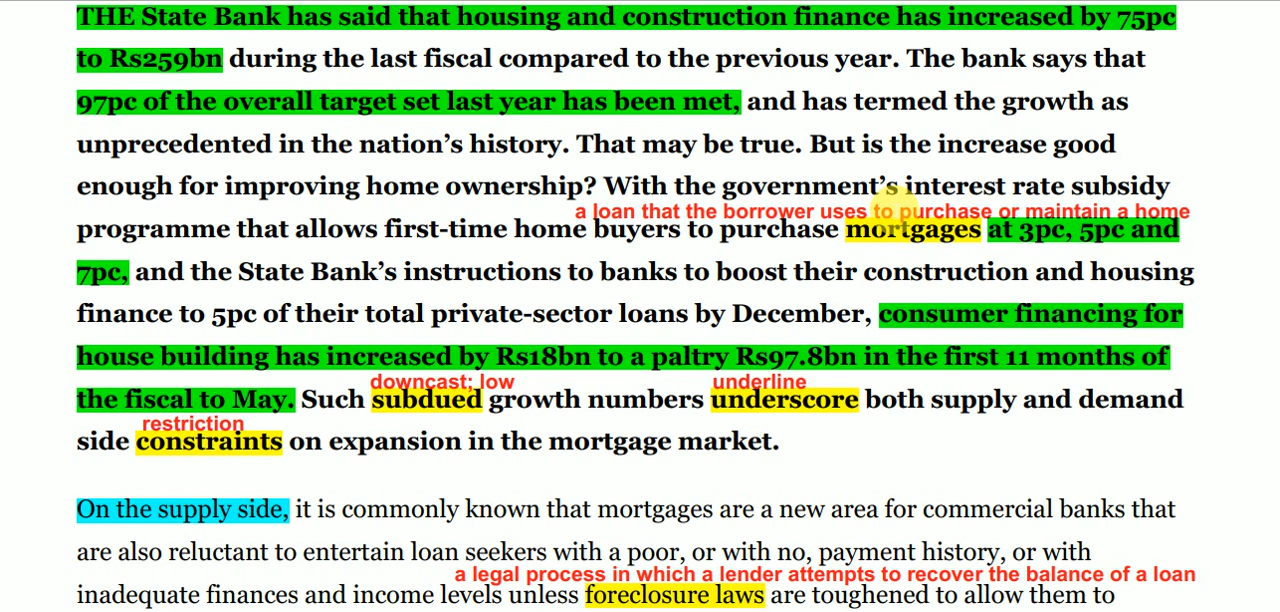 THE State Bank has said that housing and construction finance has increased by 75pc
to Rs259bn during the last fiscal compared to the previous year. The bank says that
97pc of the overall target set last year has been met, and has termed the growth as
unprecedented in the nation’s history. That may be true. But is the increase good
enough for improving home ownership? With the government’s interest rate subsidy
a loan that the borrower uses to purchase or maintain a home
programme that allows first-time home buyers to purchase mortgages at 3pc, 5pc and
7pc, and the State Bank’s instructions to banks to boost their construction and housing
finance to 5pc of their total private-sector loans by December, consumer financing for
house building has increased by Rs18bn to a paltry Rs97.8bn in the first 11 months of
downcast; low underline
the fiscal to May. Such subdued growth numbers underscore both supply and demand
restriction
side constraints on expansion in the mortgage market.
On the supply side, it is commonly known that mortgages are a new area for commercial banks that
are also reluctant to entertain loan seekers with a poor, or with no, payment history, or with
a legal process in which a lender attempts to recover the balance of a loan
inadequate finances and income levels unless foreclosure laws are toughened to allow them to